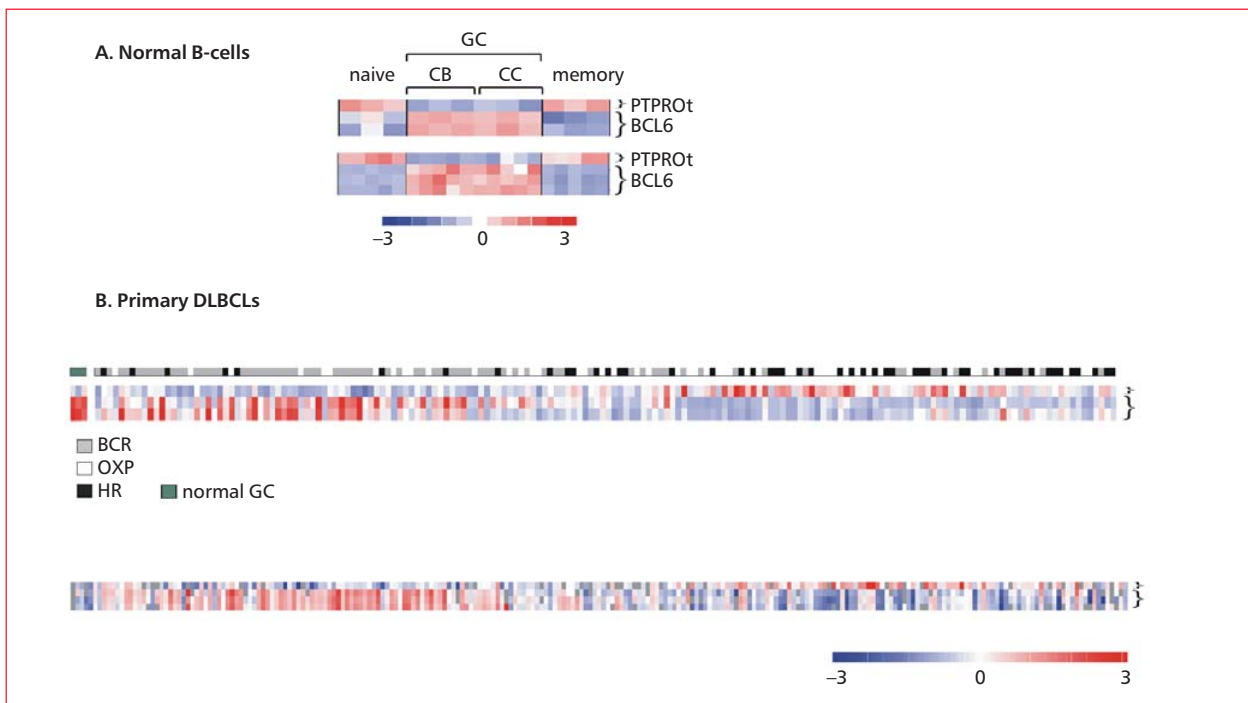 A. Normal B-cells
GC
naive CB CC memory
PTPROt
BCL6
PTPROt
BCL6
–3 0 3
B. Primary DLBCLs
BCR
OXP
HR normal GC
–3 0 3